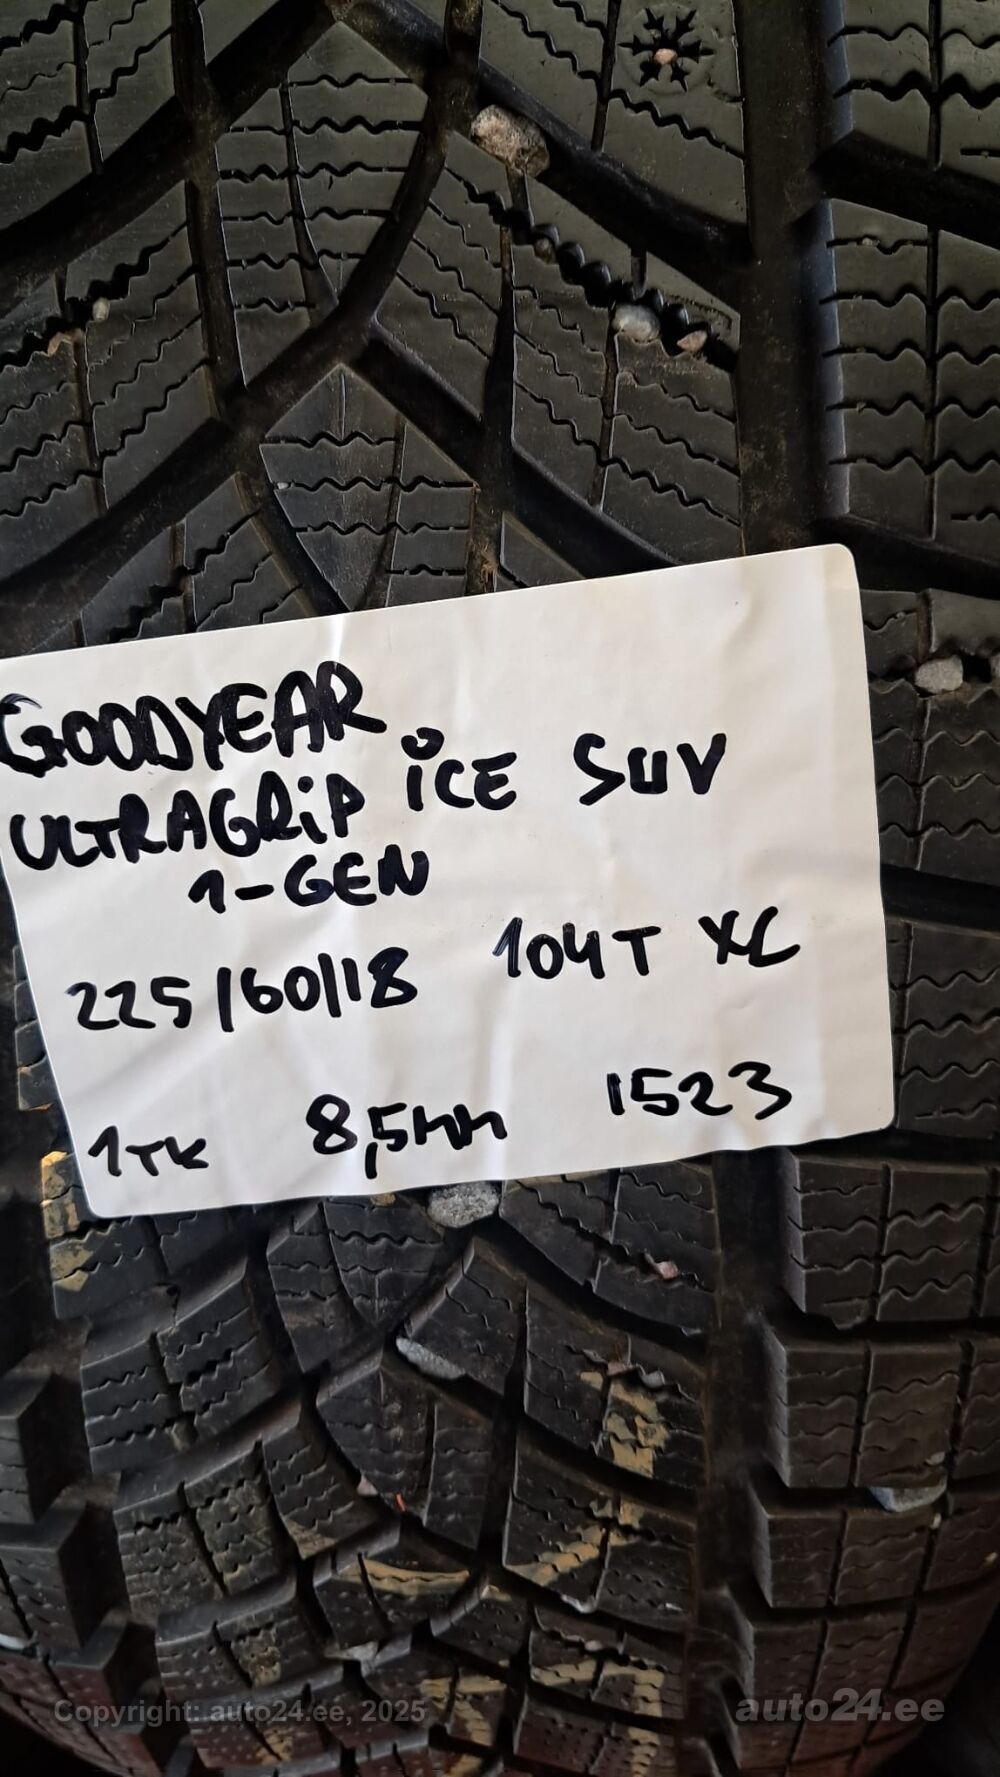 GOODYEAR
ULTRAGRiP iCE SUV
1-GEN
225/60/18 104T XL
1TK 8,5mm 1523
Copyright: auto24.ee, 2025
auto24.ee